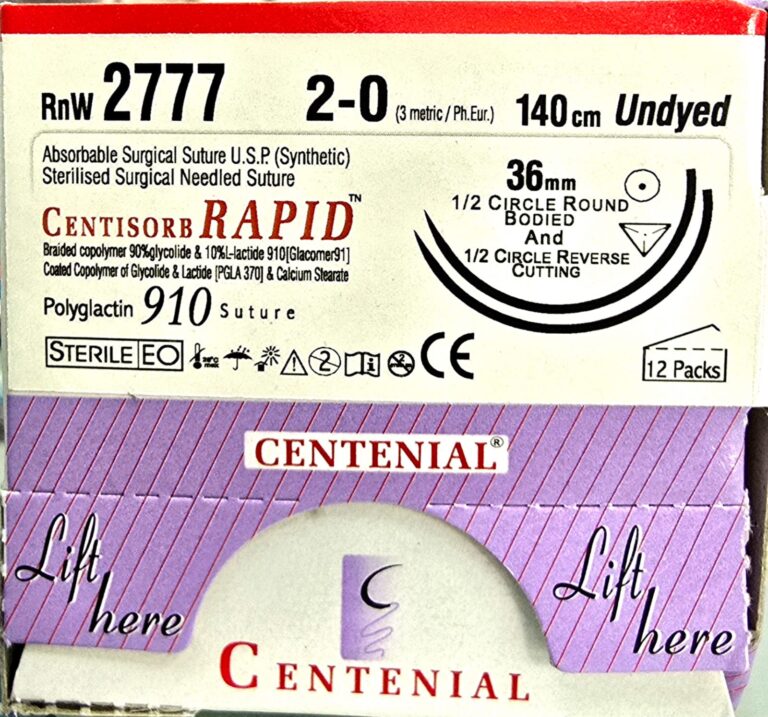 RnW 2777 2-0 (3 metric / Ph.Eur.) 140 cm Undyed
Absorbable Surgical Suture U.S.P. (Synthetic)
Sterilised Surgical Needled Suture
CENTISORB RAPID™
Braided copolymer 90%glycolide & 10%L-lactide 910[Glacomer91]
Coated Copolymer of Glycolide & Lactide [PGLA 370] & Calcium Stearate
Polyglactin 910 Suture
36mm
1/2 CIRCLE ROUND
BODIED
And
1/2 CIRCLE REVERSE
CUTTING
STERILE EO
2
i
CE
12 Packs
CENTENIAL®
Lift
here
Lift
here
C
CENTENIAL